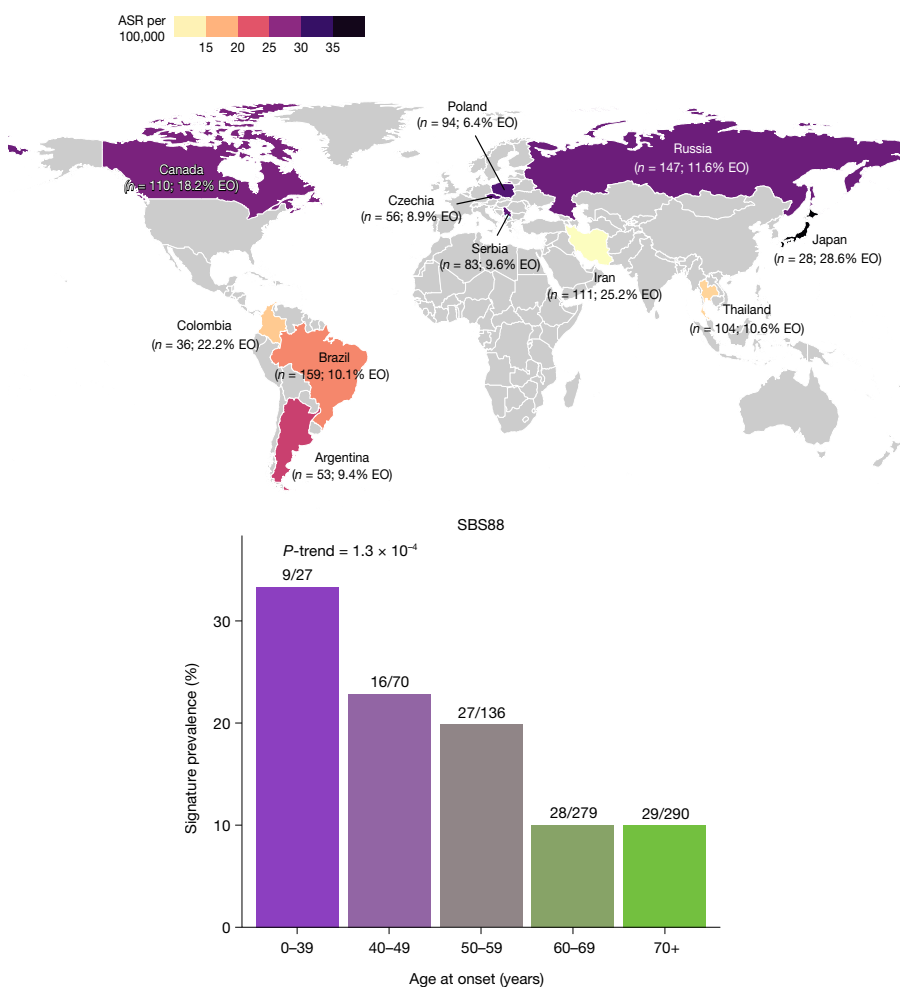 ASR per
100,000
15 20 25 30 35
Poland
(n = 94; 6.4% EO)
Russia
(n = 147; 11.6% EO)
Canada
(n = 110; 18.2% EO)
Czechia
(n = 56; 8.9% EO)
Serbia
(n = 83; 9.6% EO)
Japan
(n = 28; 28.6% EO)
Iran
(n = 111; 25.2% EO)
Thailand
(n = 104; 10.6% EO)
Colombia
(n = 36; 22.2% EO)
Brazil
(n = 159; 10.1% EO)
Argentina
(n = 53; 9.4% EO)
SBS88
P-trend = 1.3 × 10⁻⁴
9/27
16/70
27/136
28/279
29/290
Signature prevalence (%)
30
20
10
0
0–39 40–49 50–59 60–69 70+
Age at onset (years)